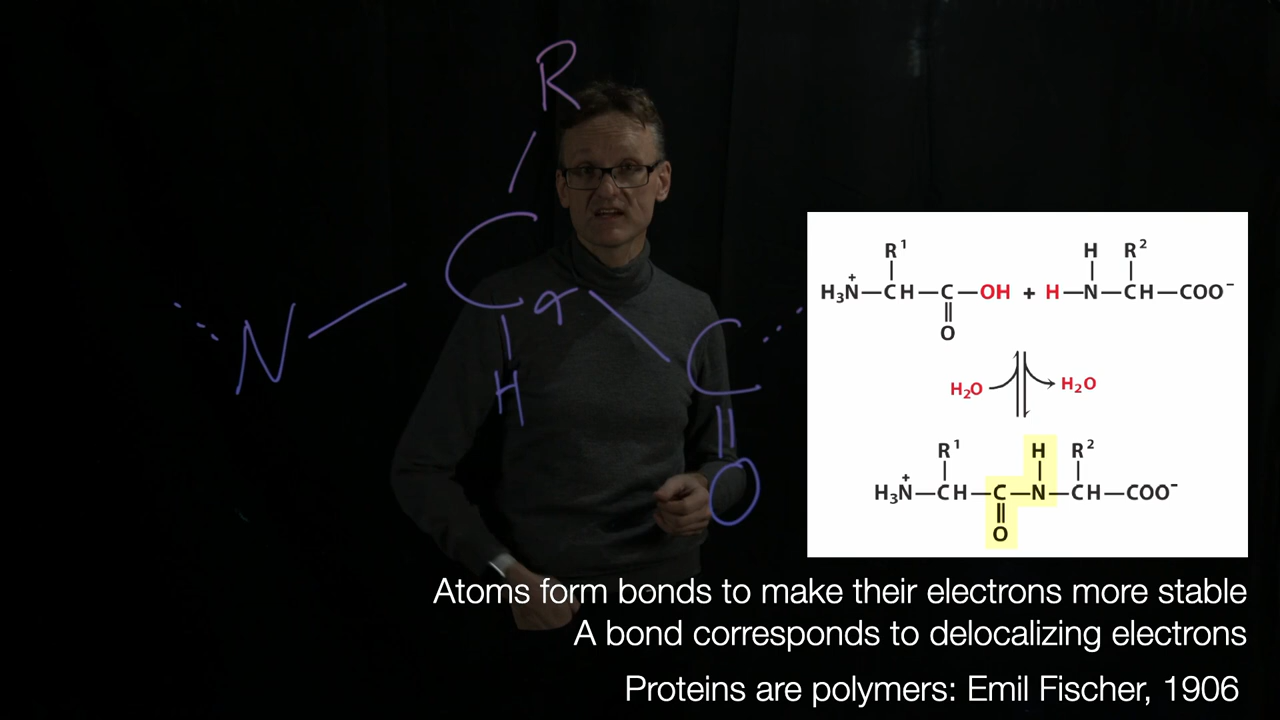 R
C α
N
H
C
O
R¹ H R²
H₃N⁺—CH—C—OH + H—N—CH—COO⁻
O
H₂O H₂O
R¹ H R²
H₃N⁺—CH—C—N—CH—COO⁻
O
Atoms form bonds to make their electrons more stable
A bond corresponds to delocalizing electrons
Proteins are polymers: Emil Fischer, 1906